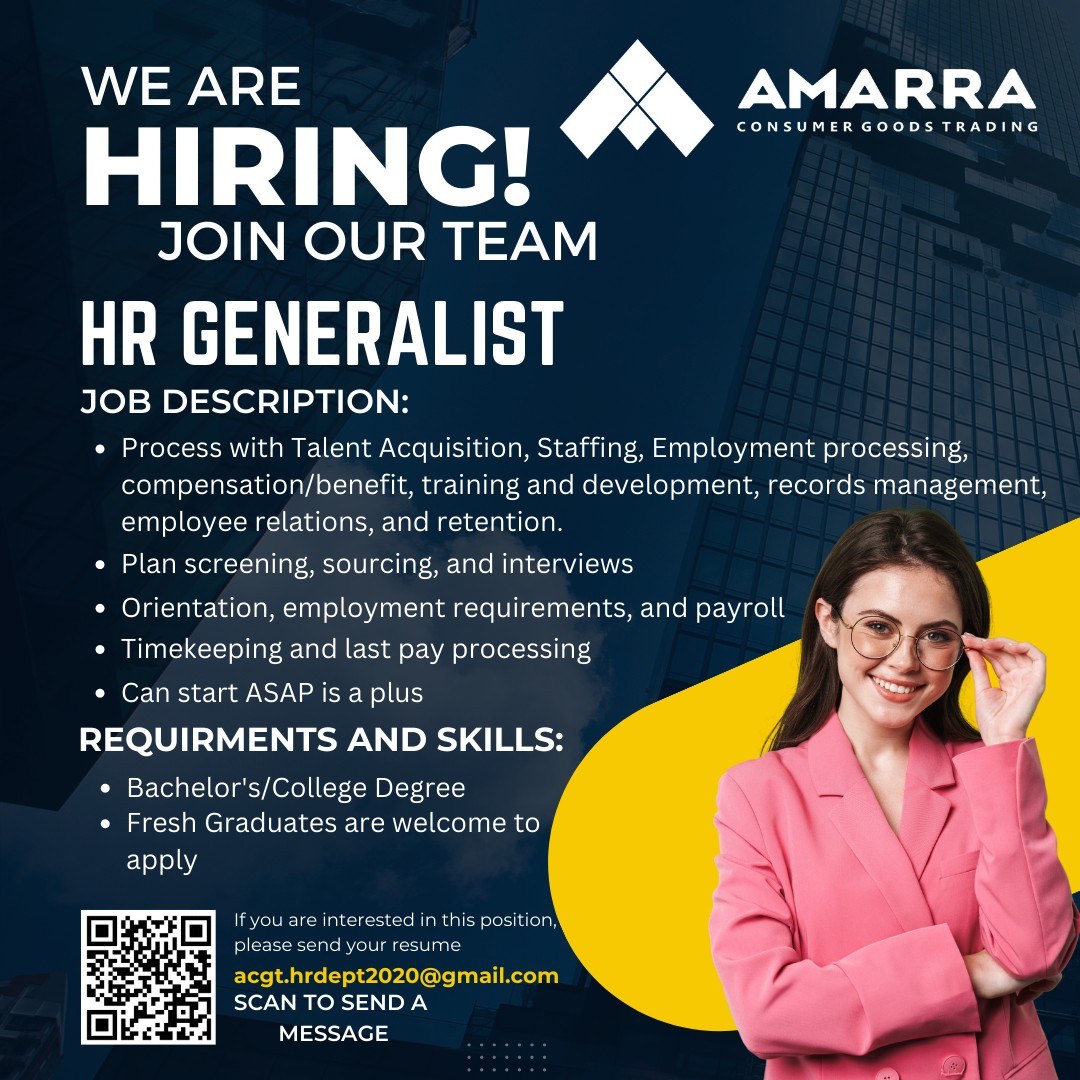 WE ARE
HIRING!
JOIN OUR TEAM
AMARRA
CONSUMER GOODS TRADING
HR GENERALIST
JOB DESCRIPTION:
• Process with Talent Acquisition, Staffing, Employment processing,
compensation/benefit, training and development, records management,
employee relations, and retention.
• Plan screening, sourcing, and interviews
• Orientation, employment requirements, and payroll
• Timekeeping and last pay processing
• Can start ASAP is a plus
REQUIRMENTS AND SKILLS:
• Bachelor's/College Degree
• Fresh Graduates are welcome to
apply
If you are interested in this position,
please send your resume
acgt.hrdept2020@gmail.com
SCAN TO SEND A
MESSAGE